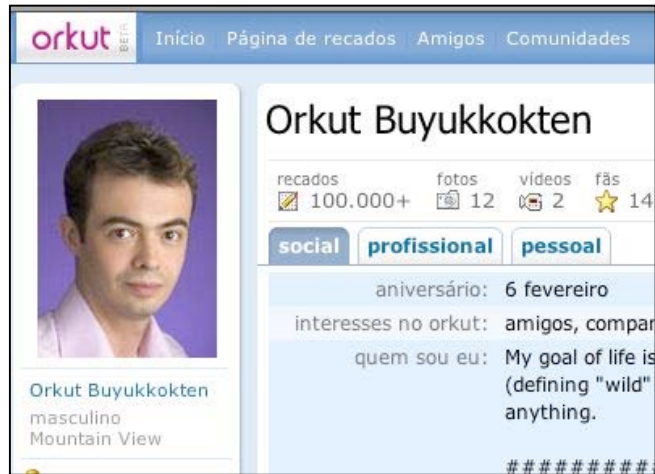 orkut BETA Início Página de recados Amigos Comunidades
Orkut Buyukkokten
recados fotos vídeos fãs
100.000+ 12 2 14
social profissional pessoal
aniversário: 6 fevereiro
interesses no orkut: amigos, compar
quem sou eu: My goal of life is
(defining "wild"
anything.
##########
Orkut Buyukkokten
masculino
Mountain View